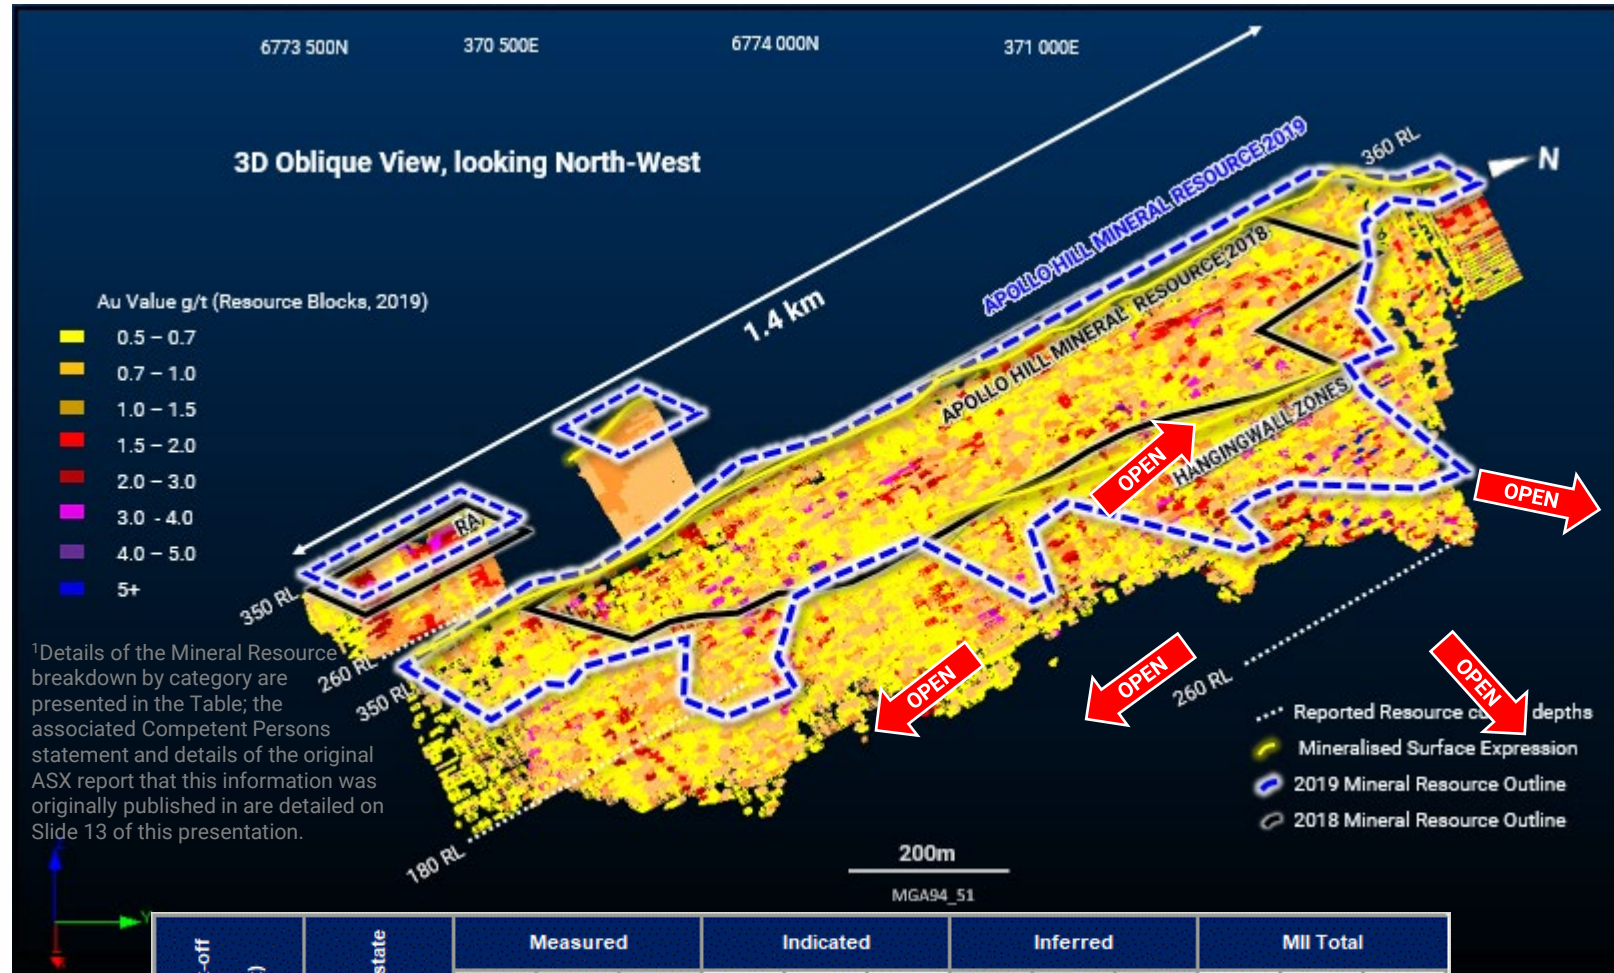 6773 500N
370 500E
6774 000N
371 000E
3D Oblique View, looking North-West
1.4 km
APOLLO HILL MINERAL RESOURCE 2019
360 RL
N
APOLLO HILL MINERAL RESOURCE 2018
HANGINGWALL ZONES
Au Value g/t (Resource Blocks, 2019)
0.5 – 0.7
0.7 – 1.0
1.0 – 1.5
1.5 – 2.0
2.0 – 3.0
3.0 - 4.0
4.0 – 5.0
5+
RA
350 RL
260 RL
350 RL
180 RL
260 RL
OPEN
OPEN
OPEN
OPEN
OPEN
¹Details of the Mineral Resource
breakdown by category are
presented in the Table; the
associated Competent Persons
statement and details of the original
ASX report that this information was
originally published in are detailed on
Slide 13 of this presentation.
Reported Resource depths
Mineralised Surface Expression
2019 Mineral Resource Outline
2018 Mineral Resource Outline
200m
MGA94_51
Y
-off
state
Measured
Indicated
Inferred
MII Total